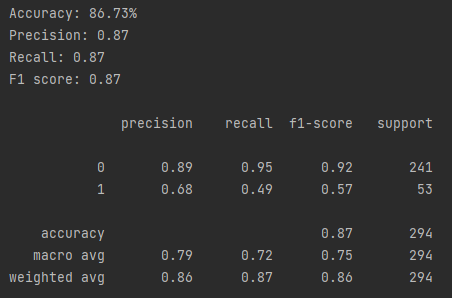 Accuracy: 86.73%
Precision: 0.87
Recall: 0.87
F1 score: 0.87
precision recall f1-score support
0 0.89 0.95 0.92 241
1 0.68 0.49 0.57 53
accuracy 0.87 294
macro avg 0.79 0.72 0.75 294
weighted avg 0.86 0.87 0.86 294